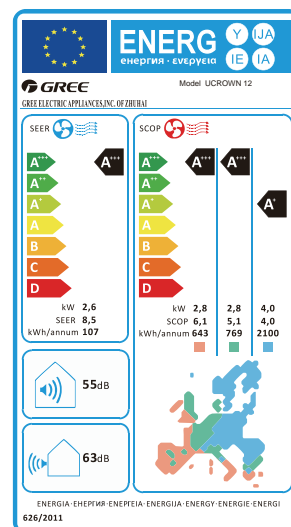 ENERG Y IJA IE IA
енергия · ενεργεια
GREE
Model UCROWN 12
GREE ELECTRIC APPLIANCES,INC. OF ZHUHAI
SEER
SCOP
A+++ A+++ A+++ A+++ A+++
A++ A++
A+ A+ A+
A A
B B
C C
D D
kW 2,6
SEER 8,5
kWh/annum 107
kW 2,8 2,8 4,0
SCOP 6,1 5,1 4,0
kWh/annum 643 769 2100
55dB
63dB
ENERGIA·ЕНЕРГИЯ·ΕΝΕΡΓΕΙΑ·ENERGIJA·ENERGY·ENERGIE·ENERGI
626/2011